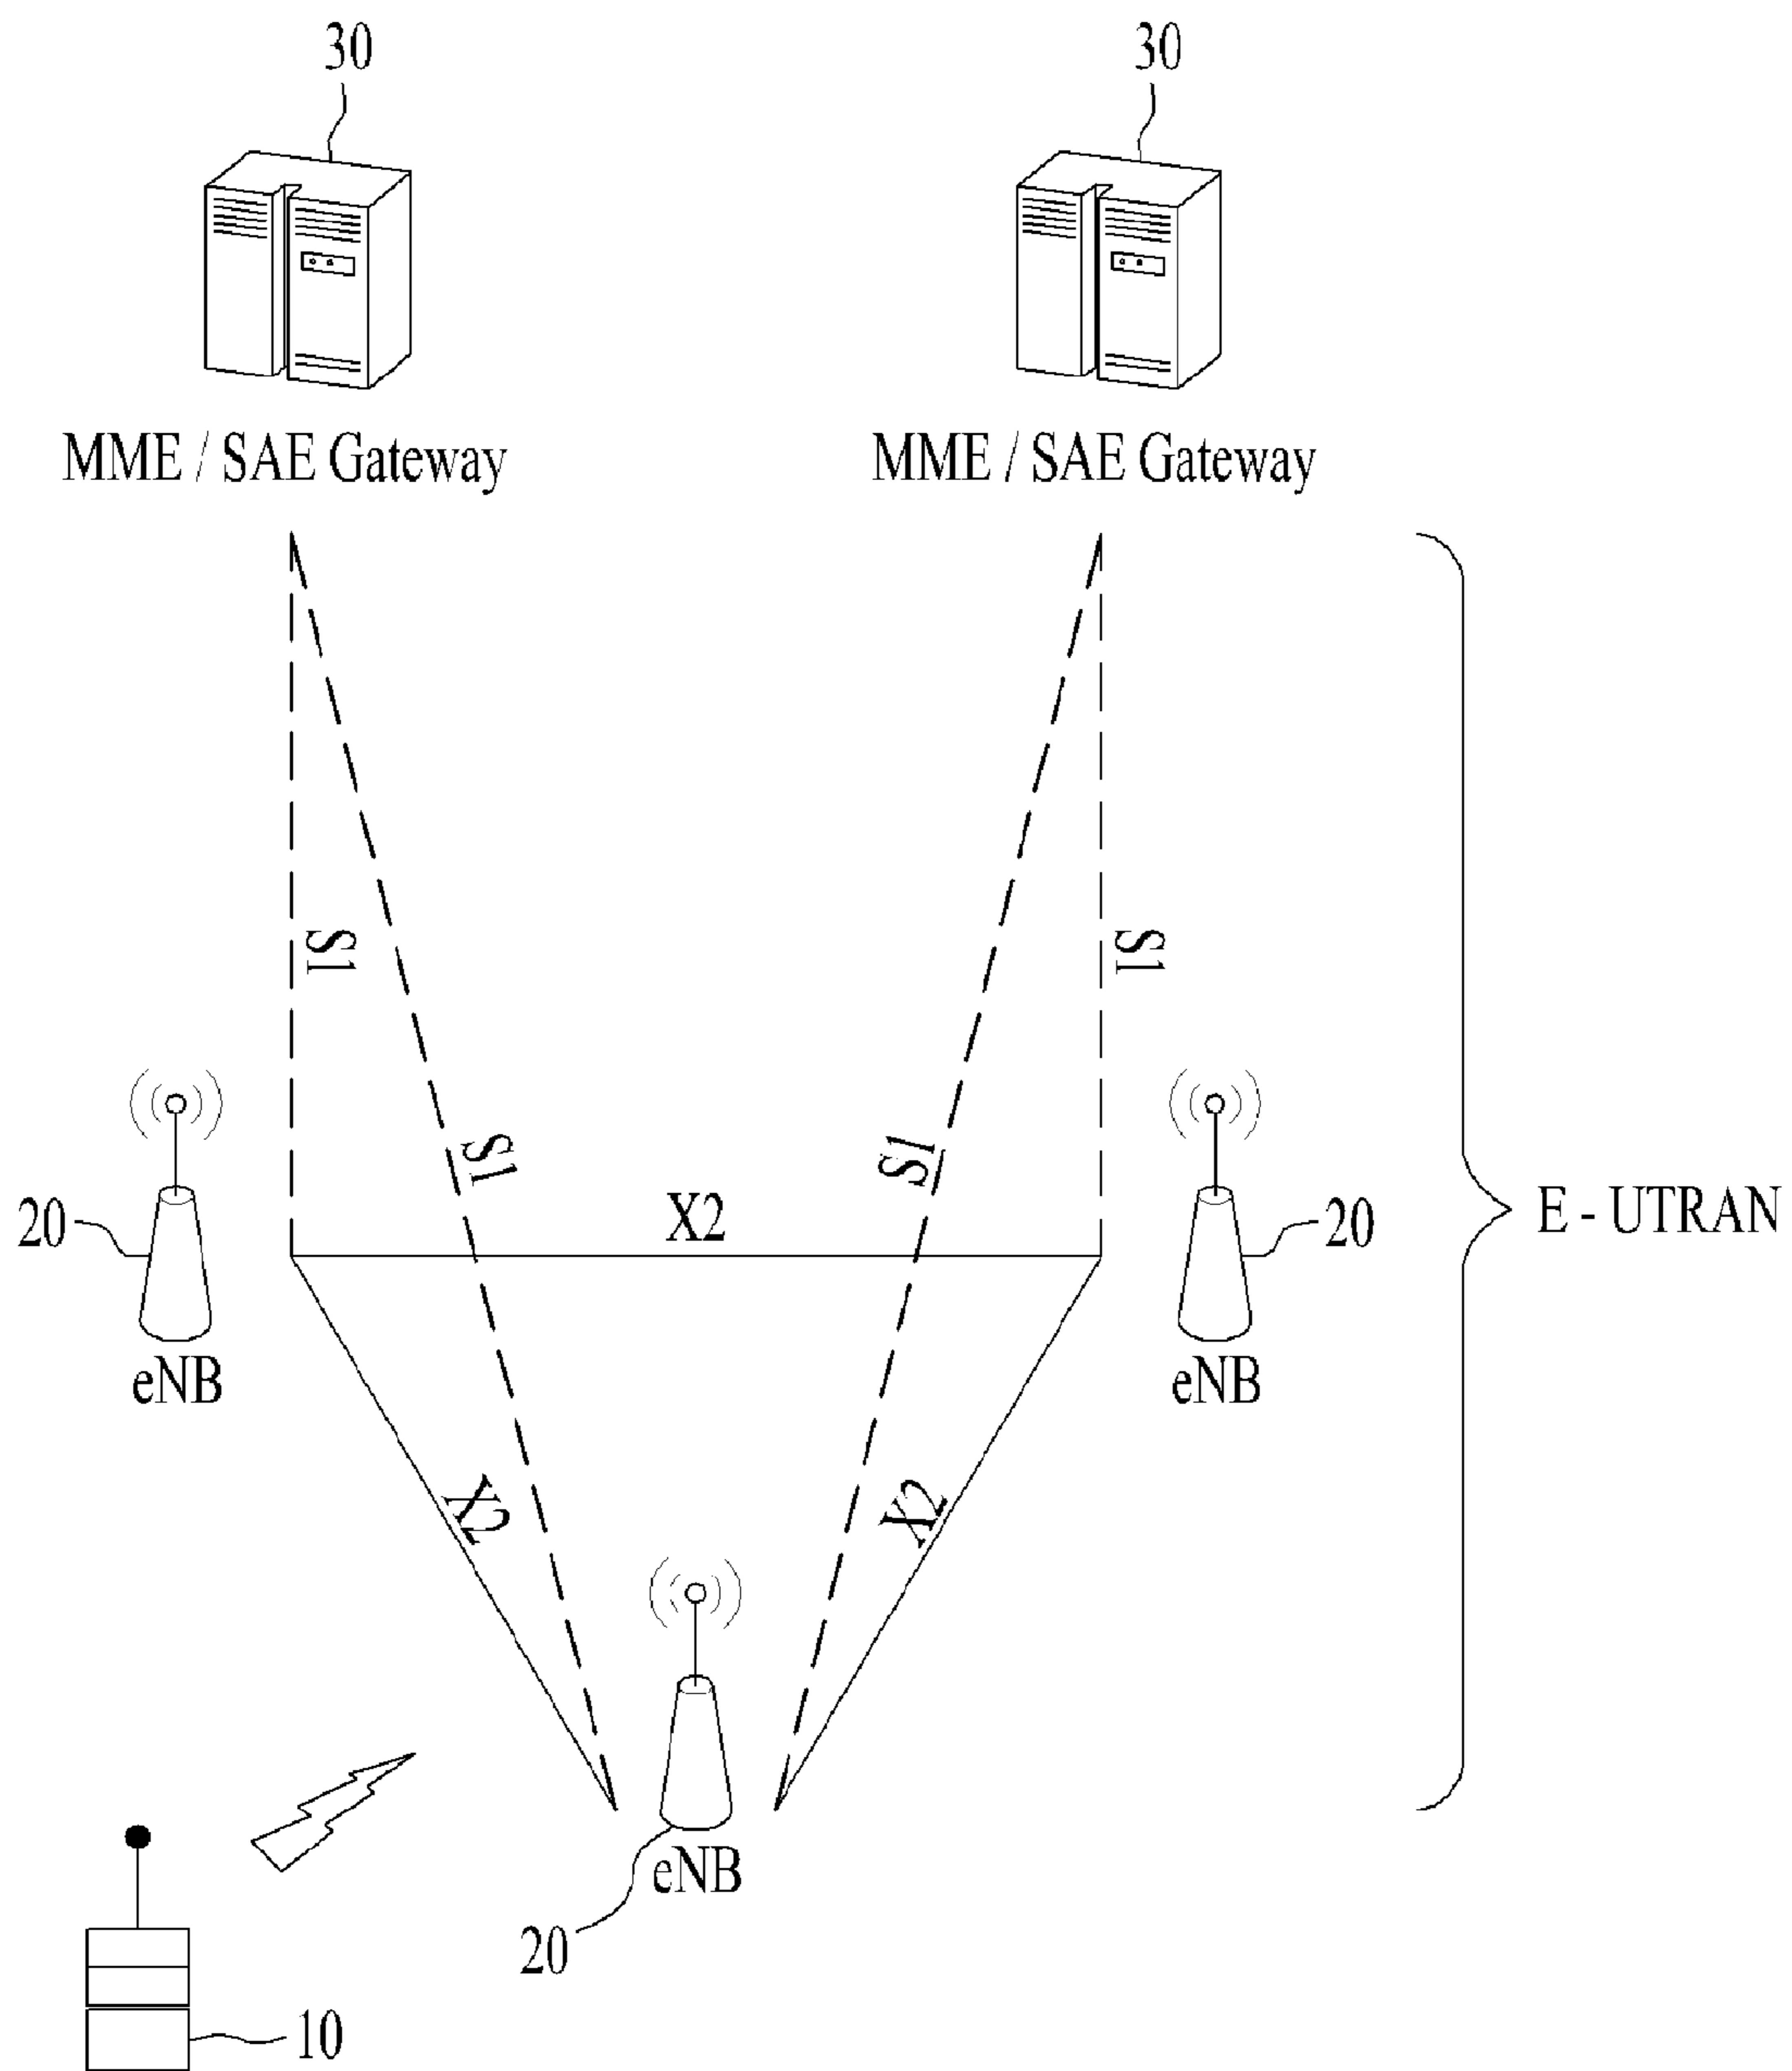 30
30
MME / SAE Gateway
MME / SAE Gateway
S1
S1
S1
S1
X2
20
20
E - UTRAN
eNB
eNB
X2
X2
eNB
20
10